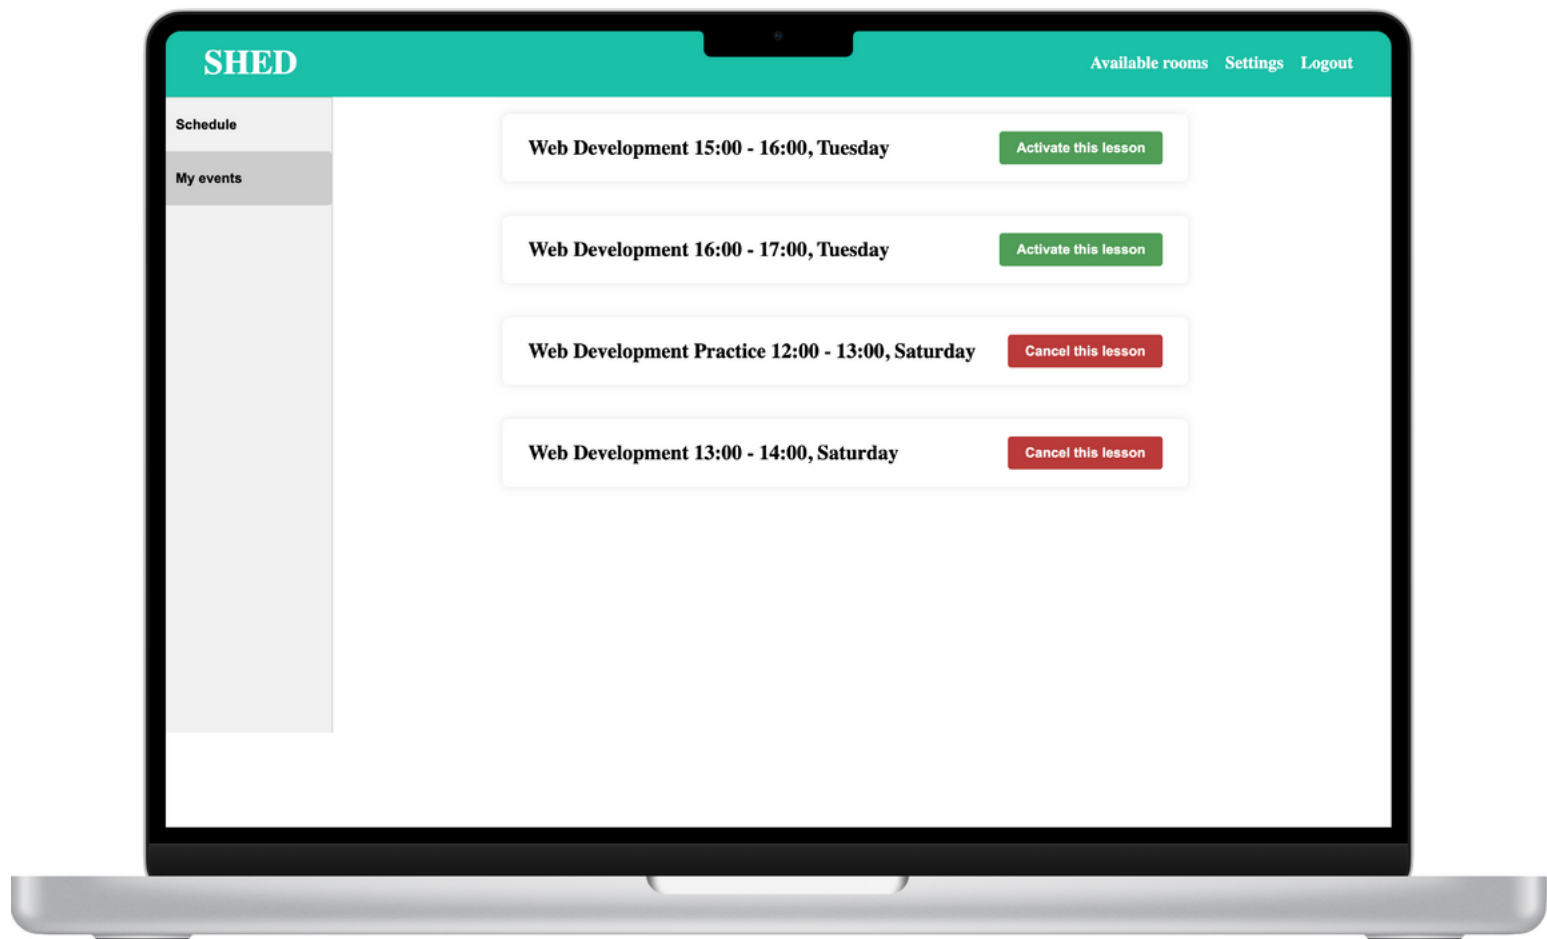 SHED
Available rooms Settings Logout
Schedule
My events
Web Development 15:00 - 16:00, Tuesday
Activate this lesson
Web Development 16:00 - 17:00, Tuesday
Activate this lesson
Web Development Practice 12:00 - 13:00, Saturday
Cancel this lesson
Web Development 13:00 - 14:00, Saturday
Cancel this lesson